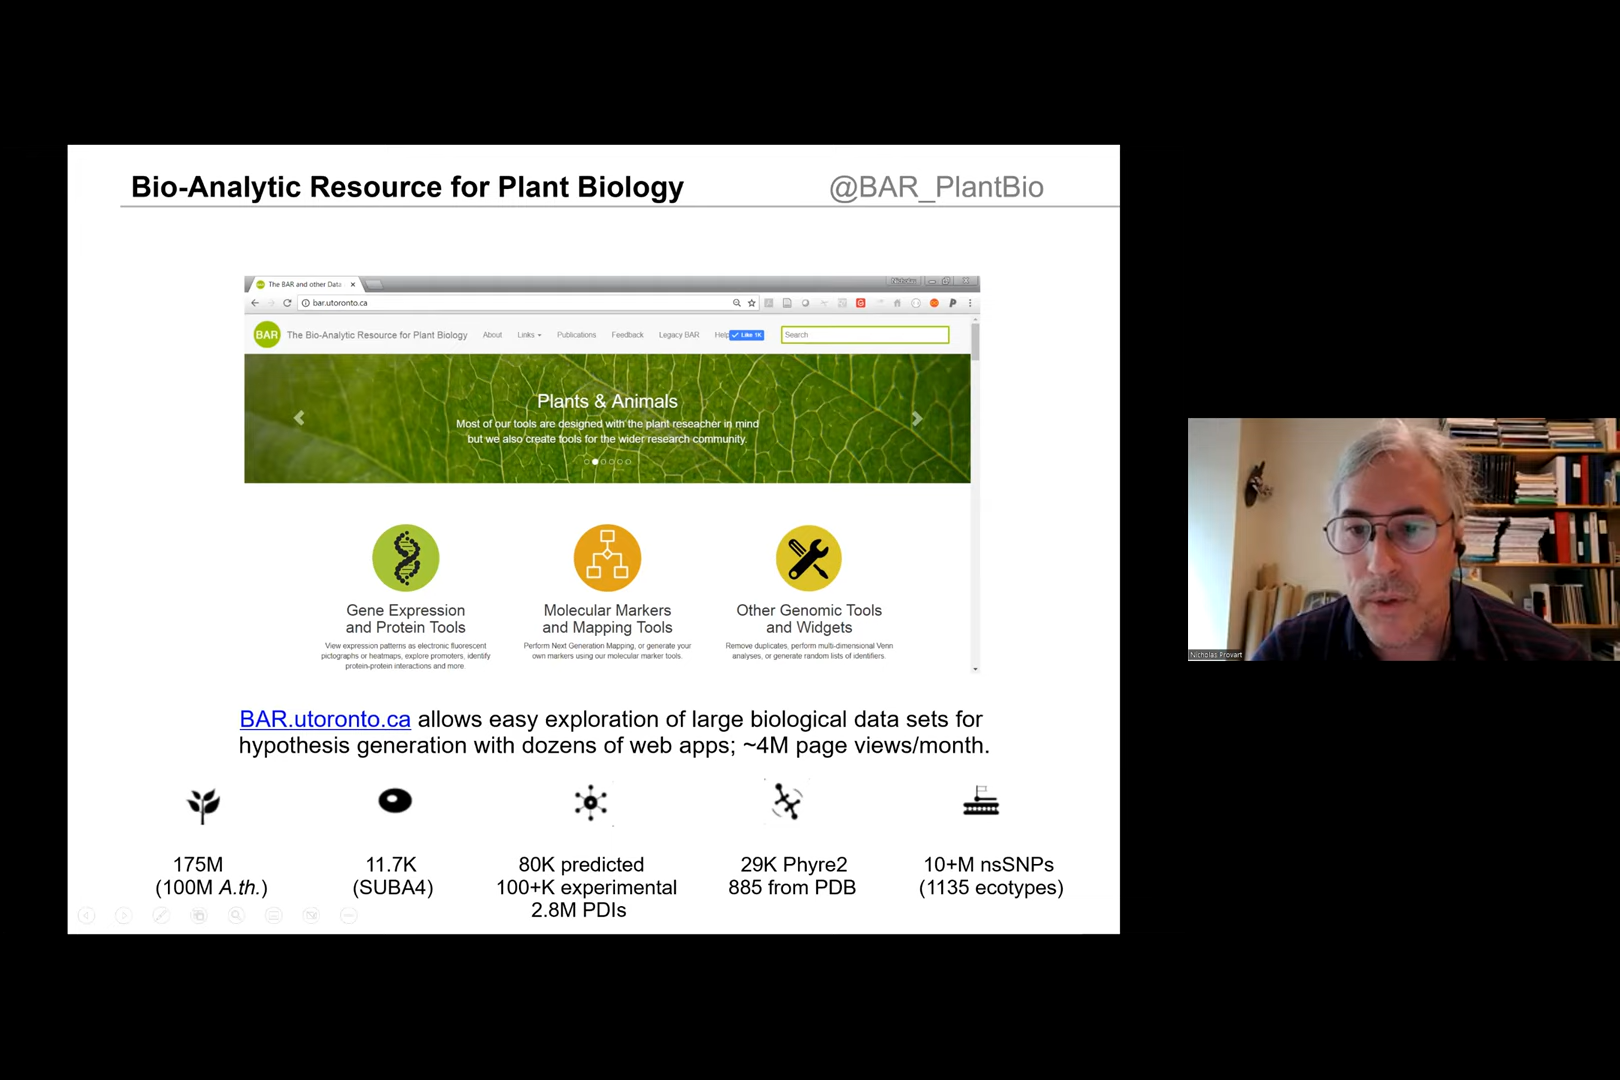 Bio-Analytic Resource for Plant Biology
@BAR_PlantBio
The BAR and other Data
Nicholas
bar.utoronto.ca
BAR
The Bio-Analytic Resource for Plant Biology
About
Links
Publications
Feedback
Legacy BAR
Help
Like 1K
Search
Plants & Animals
Most of our tools are designed with the plant reseacher in mind
but we also create tools for the wider research community.
Gene Expression
and Protein Tools
View expression patterns as electronic fluorescent
pictographs or heatmaps, explore promoters, identify
protein-protein interactions and more.
Molecular Markers
and Mapping Tools
Perform Next Generation Mapping, or generate your
own markers using our molecular marker tools.
Other Genomic Tools
and Widgets
Remove duplicates, perform multi-dimensional Venn
analyses, or generate random lists of identifiers.
BAR.utoronto.ca allows easy exploration of large biological data sets for
hypothesis generation with dozens of web apps; ~4M page views/month.
175M
(100M A.th.)
11.7K
(SUBA4)
80K predicted
100+K experimental
2.8M PDIs
29K Phyre2
885 from PDB
10+M nsSNPs
(1135 ecotypes)
Nicholas Provart